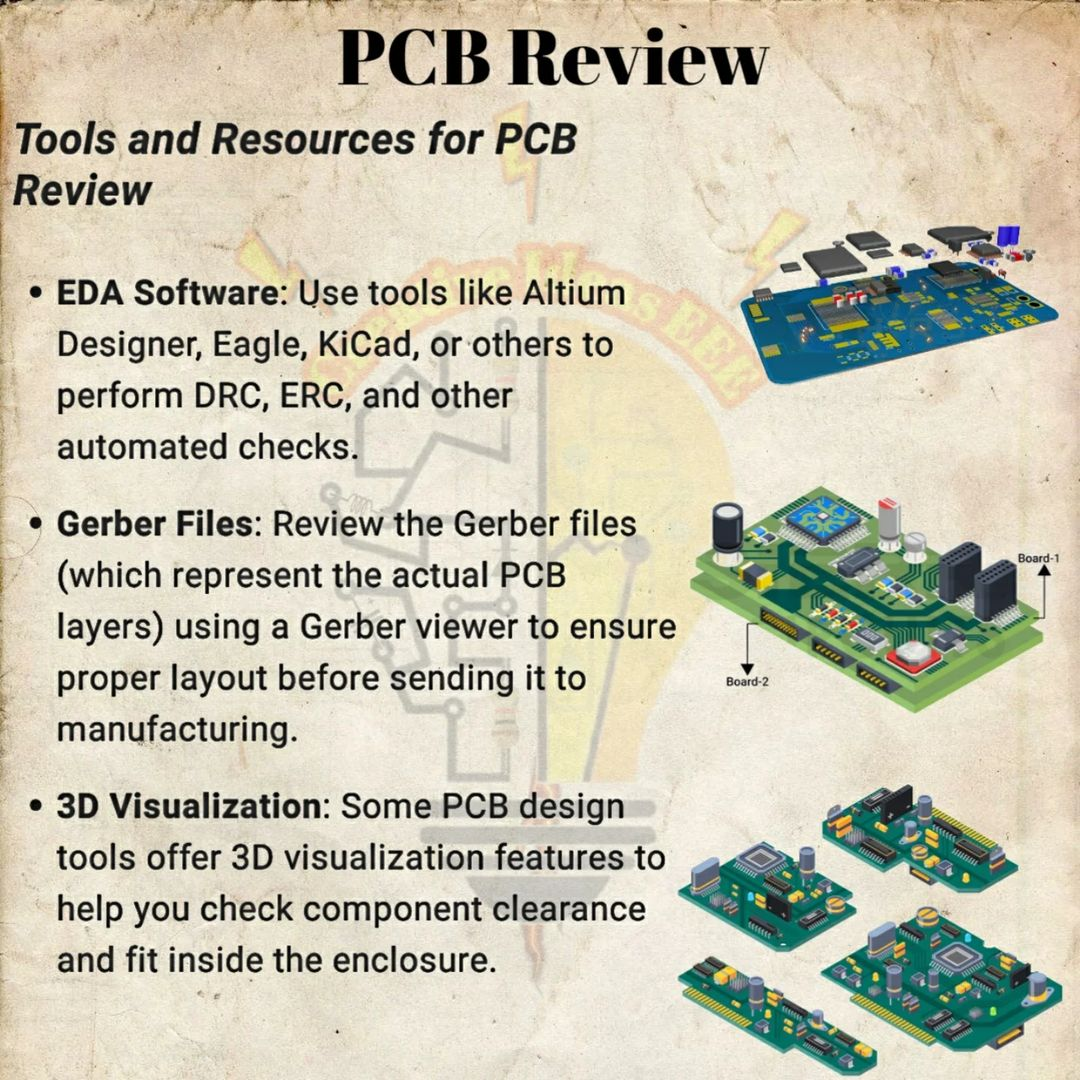 PCB Review
Tools and Resources for PCB
Review
• EDA Software: Use tools like Altium
Designer, Eagle, KiCad, or others to
perform DRC, ERC, and other
automated checks.
• Gerber Files: Review the Gerber files
(which represent the actual PCB
layers) using a Gerber viewer to ensure
proper layout before sending it to
manufacturing.
• 3D Visualization: Some PCB design
tools offer 3D visualization features to
help you check component clearance
and fit inside the enclosure.
Board-1
Board-2